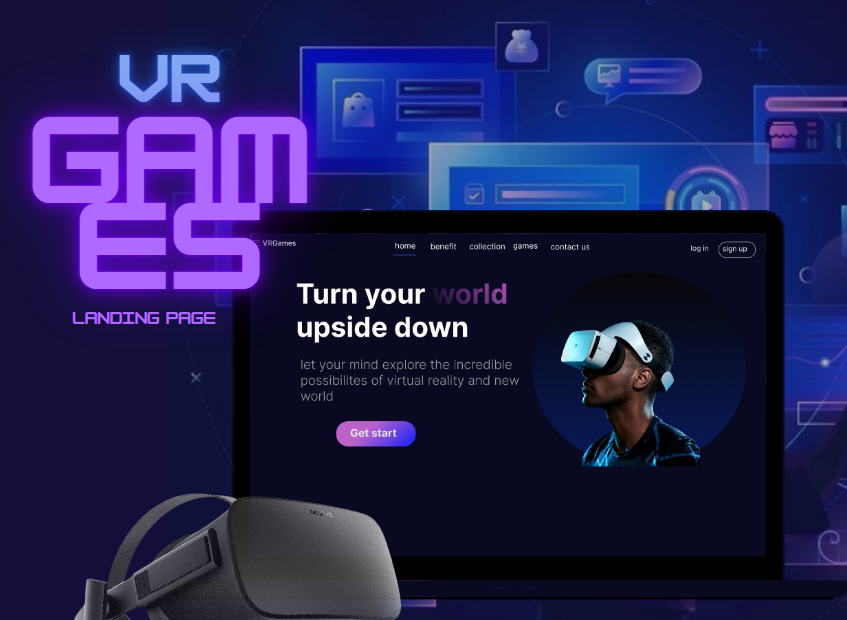 VR
GAM
ES
LANDING PAGE
VRGames
home benefit collection games contact us
log in sign up
Turn your world
upside down
let your mind explore the incredible
possibilites of virtual reality and new
world
Get start